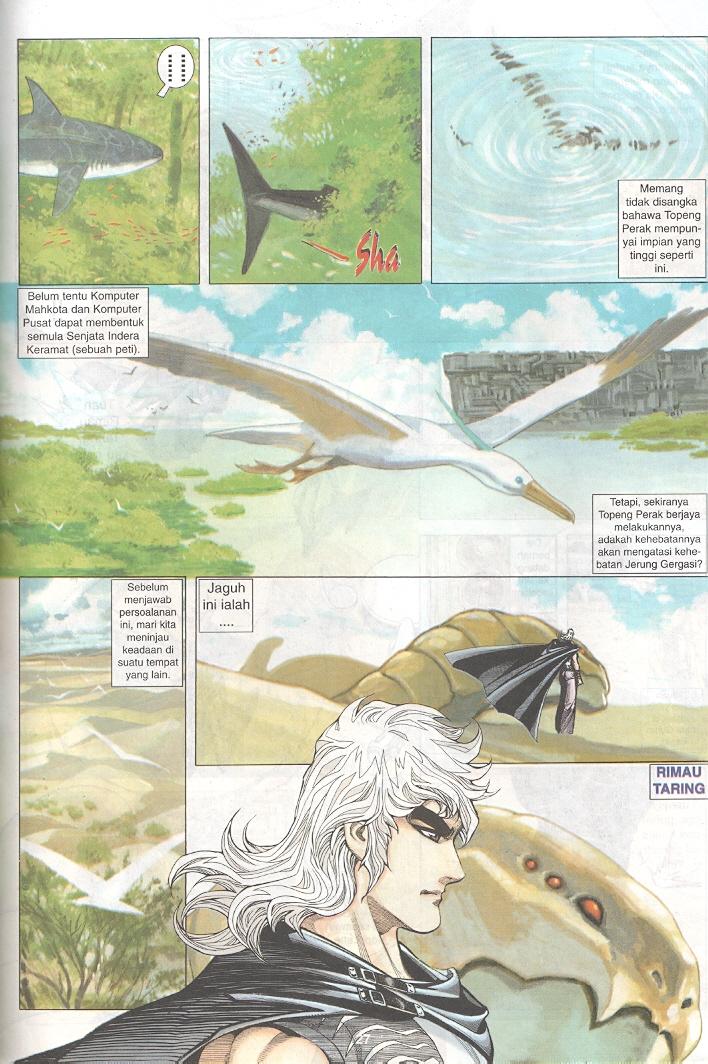 !!!!
!!!!
Sha
Memang
tidak disangka
bahawa Topeng
Perak mempun-
yai impian yang
tinggi seperti
ini.
Belum tentu Komputer
Mahkota dan Komputer
Pusat dapat membentuk
semula Senjata Indera
Keramat (sebuah peti).
Tetapi, sekiranya
Topeng Perak berjaya
melakukannya,
adakah kehebatannya
akan mengatasi kehe-
batan Jerung Gergasi?
Sebelum
menjawab
persoalanan
ini, mari kita
meninjau
keadaan di
suatu tempat
yang lain.
Jaguh
ini ialah
....
RIMAU
TARING
27